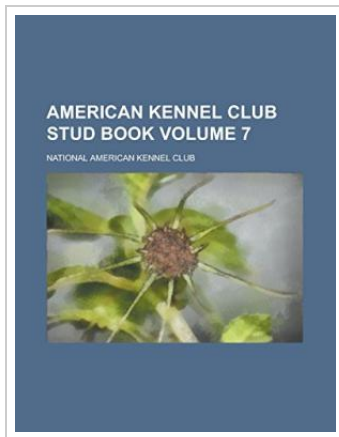 AMERICAN KENNEL CLUB
STUD BOOK VOLUME 7
NATIONAL AMERICAN KENNEL CLUB